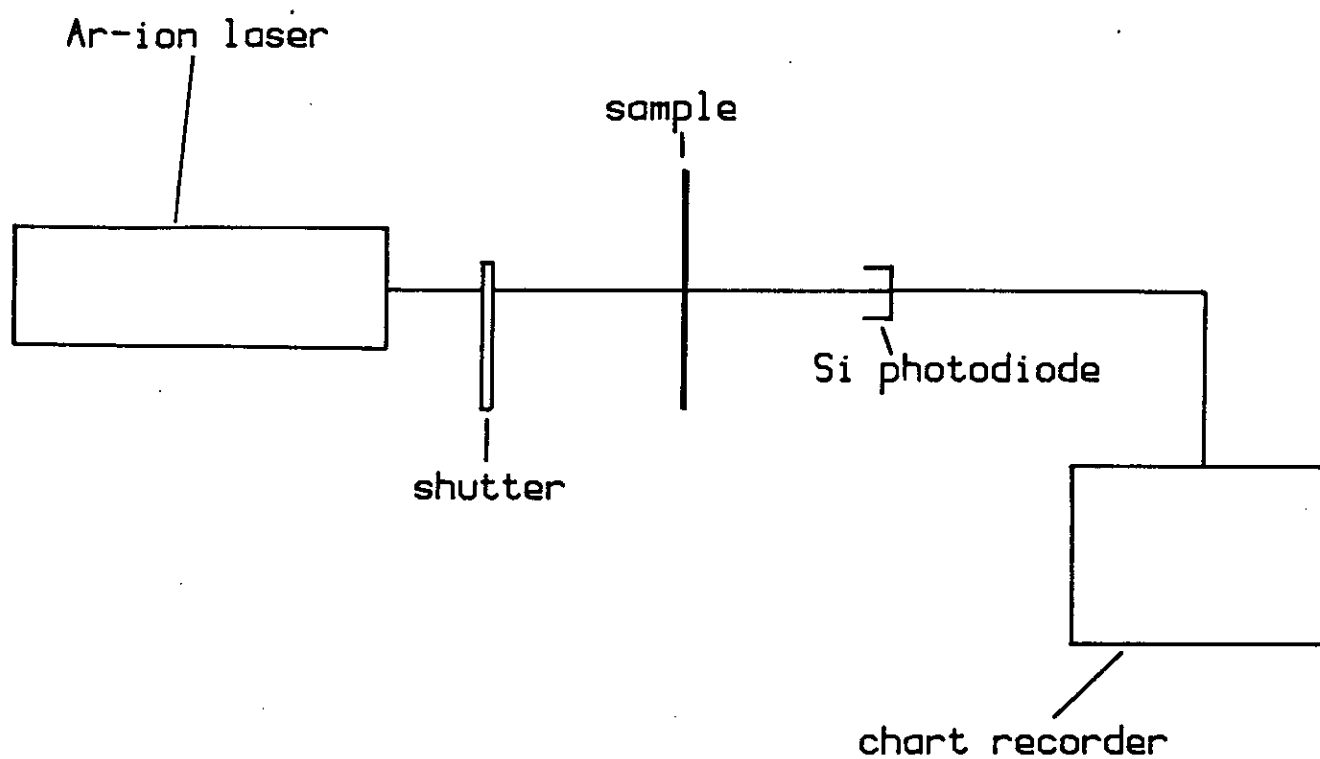 Ar-ion laser
sample
Si photodiode
shutter
chart recorder